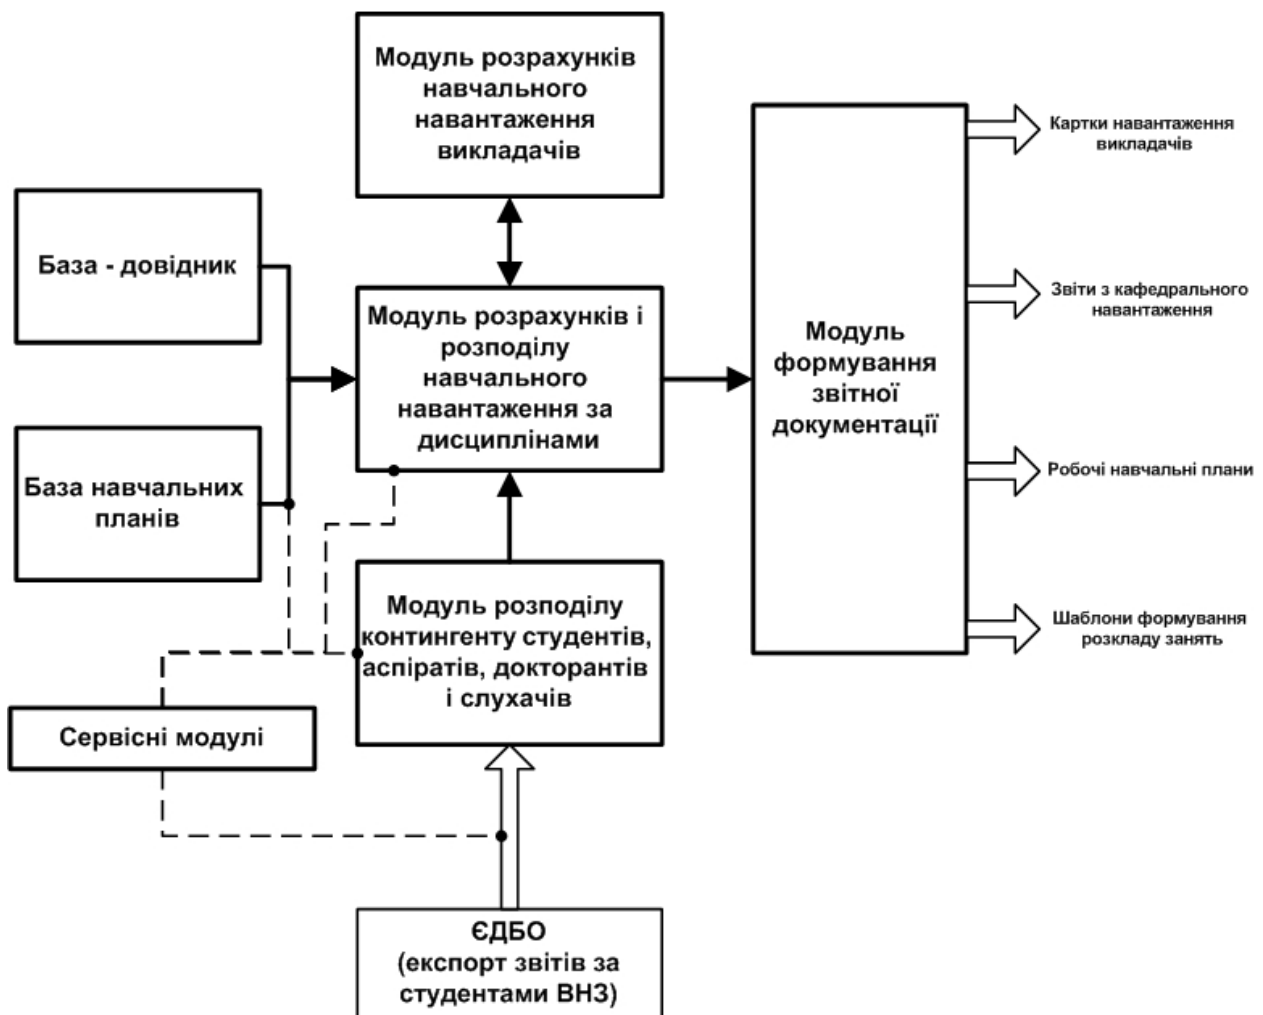 Модуль розрахунків
навчального
навантаження
викладачів
База - довідник
База навчальних
планів
Модуль розрахунків і
розподілу
навчального
навантаження за
дисциплінами
Модуль розподілу
контингенту студентів,
аспіратів, докторантів
і слухачів
Сервісні модулі
ЄДБО
(експорт звітів за
студентами ВНЗ)
Модуль
формування
звітної
документації
Картки навантаження
викладачів
Звіти з кафедрального
навантаження
Робочі навчальні плани
Шаблони формування
розкладу занять